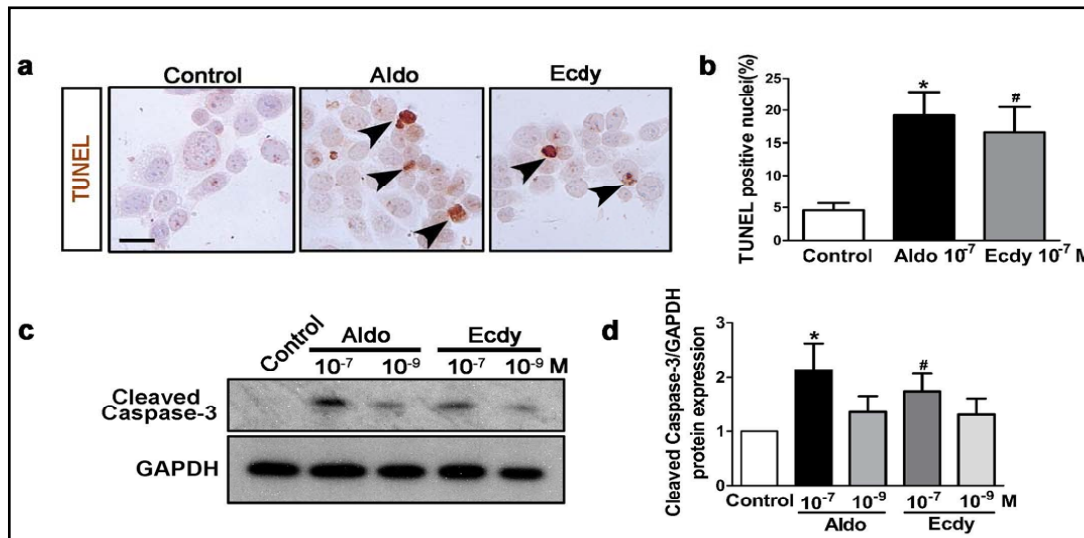 a
Control Aldo Ecdy
TUNEL
b
TUNEL positive nuclei(%)
25
20
15
10
5
0
*
#
Control Aldo 10-7 Ecdy 10-7 M
c
Control
Aldo Ecdy
10-7 10-9 10-7 10-9 M
Cleaved
Caspase-3
GAPDH
d
Cleaved Caspase-3/GAPDH
protein expression
3
2
1
0
*
#
Control 10-7 10-9 10-7 10-9 M
Aldo Ecdy